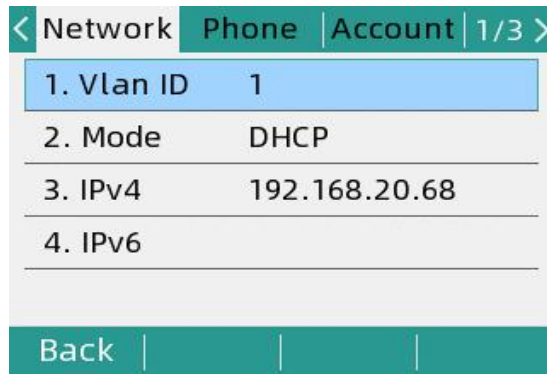 < Network Phone Account 1/3 >
1. Vlan ID 1
2. Mode DHCP
3. IPv4 192.168.20.68
4. IPv6
Back